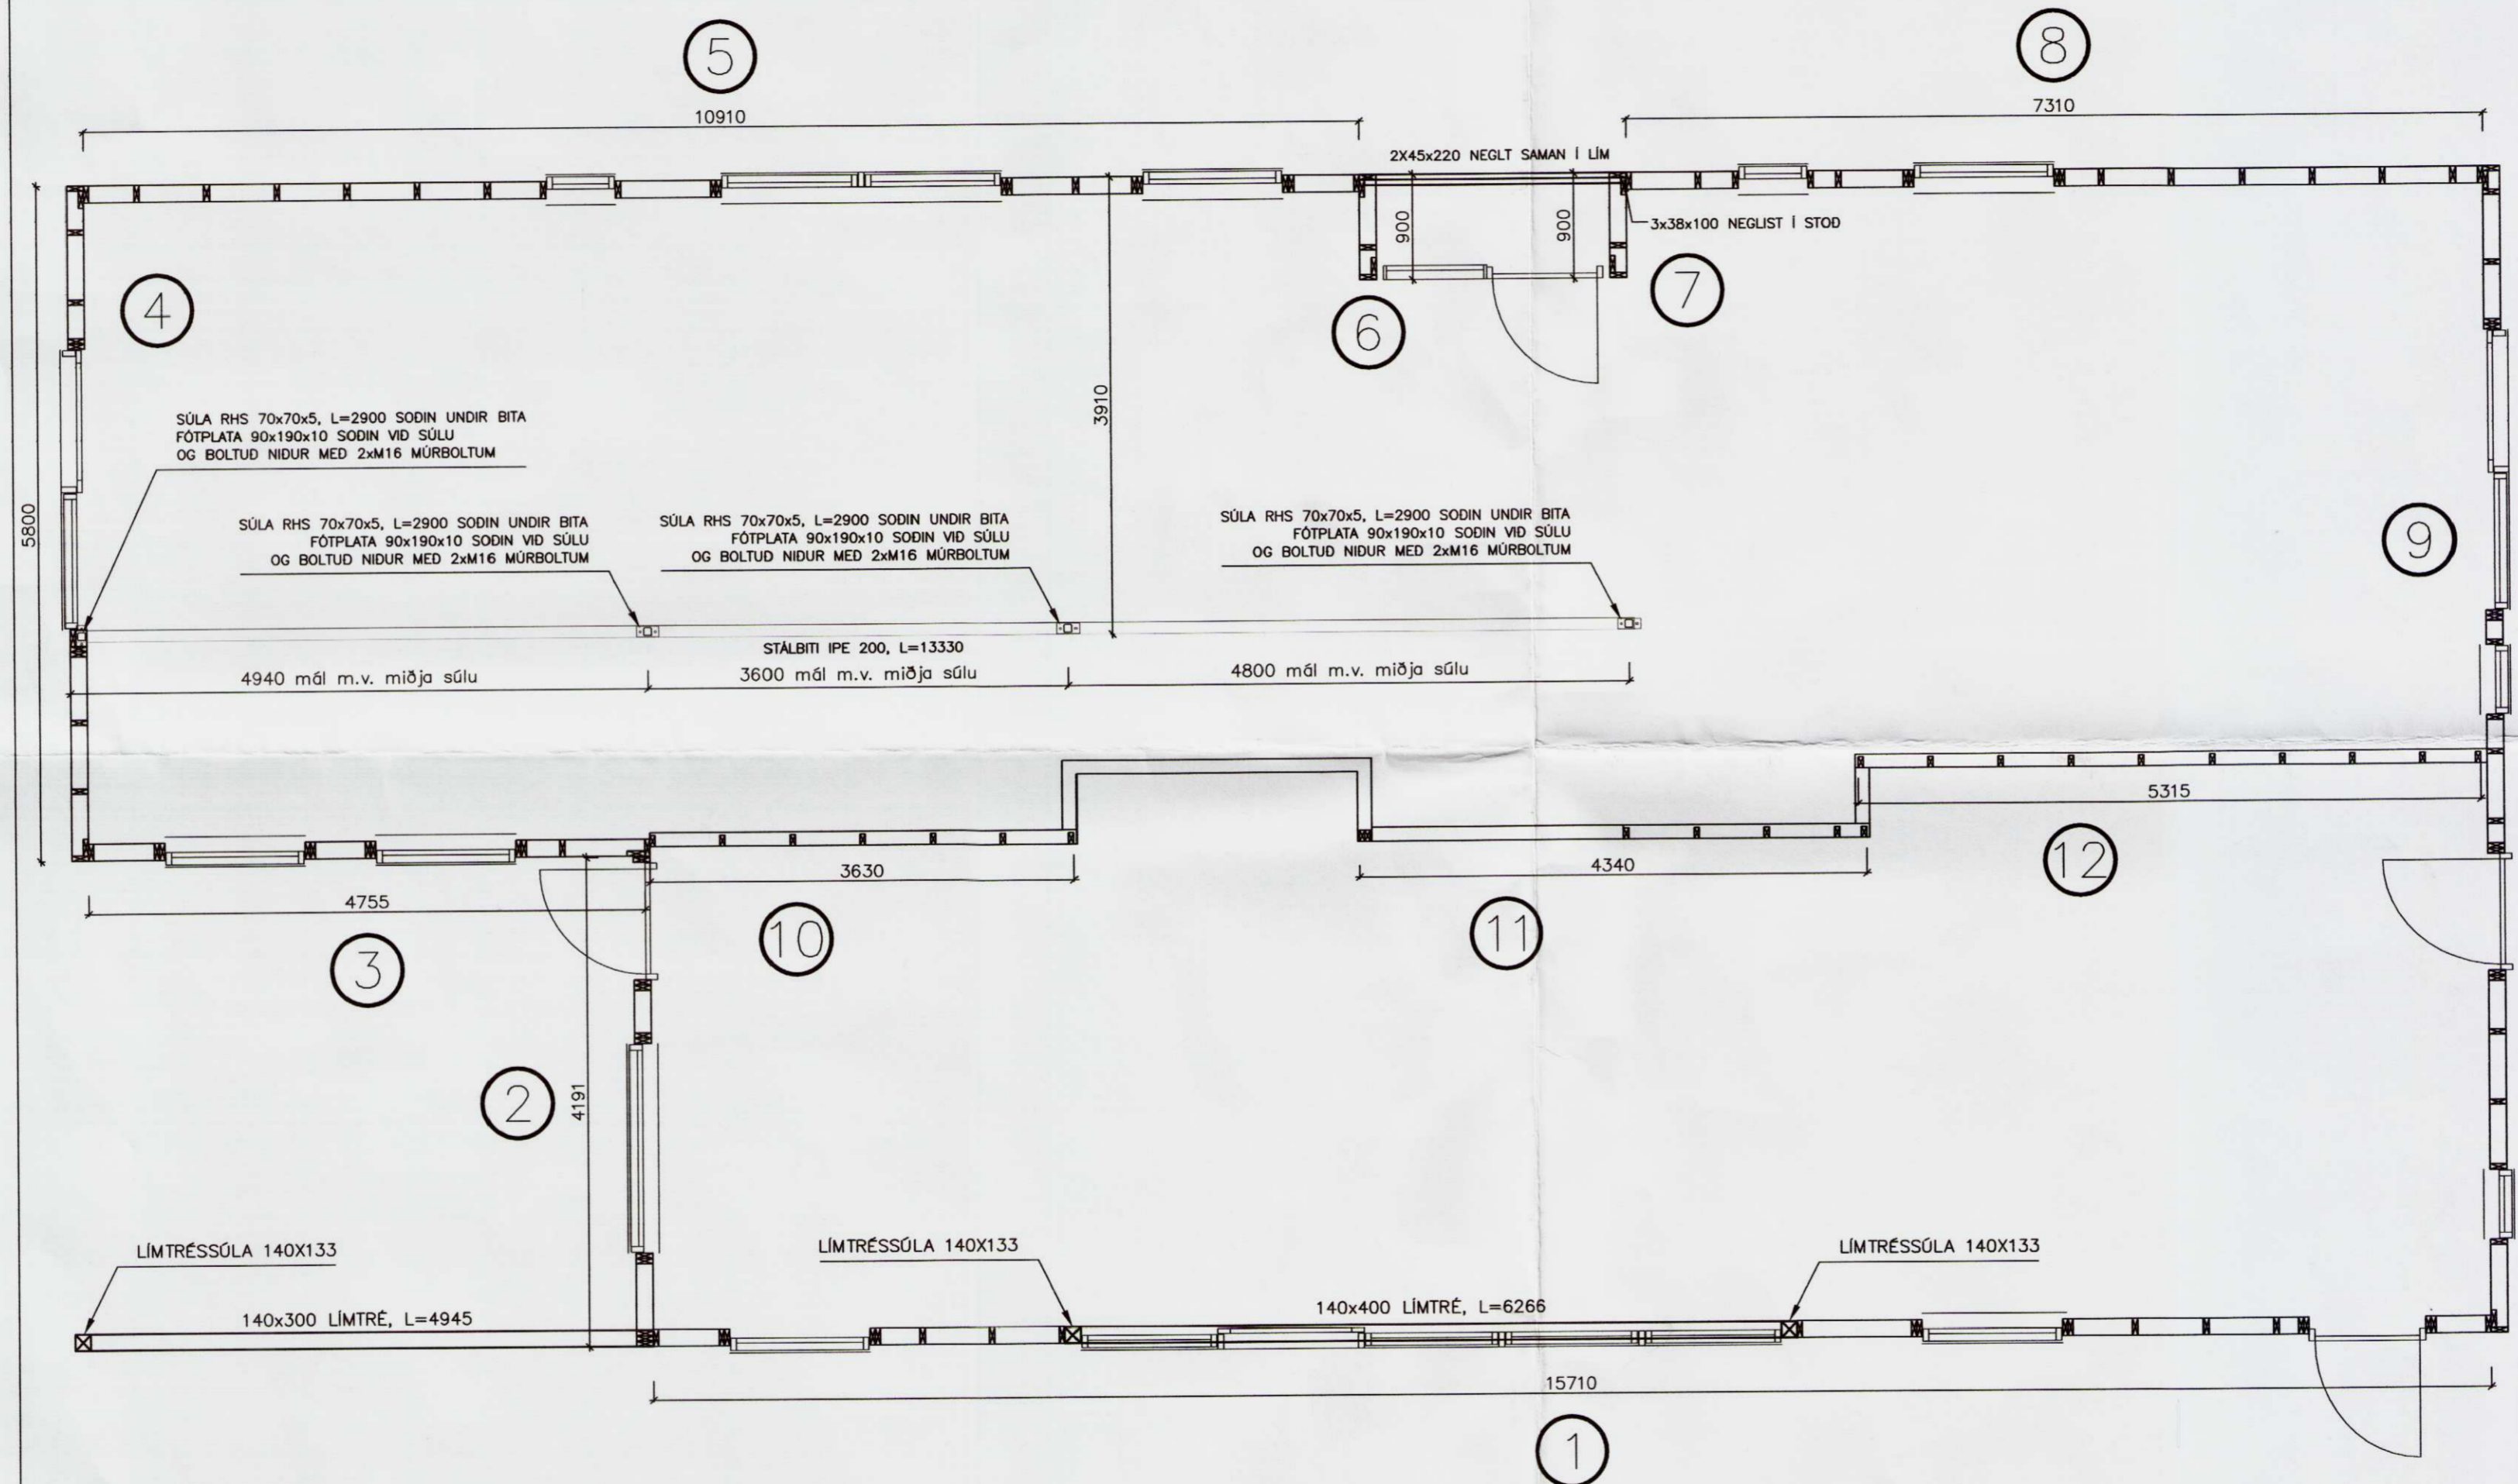 5
8
10910
7310
2X45x220 NEGLT SAMAN Í LÍM
900
900
3x38x100 NEGLIST Í STOÐ
4
7
6
3910
5800
SÚLA RHS 70x70x5, L=2900 SOÐIN UNDIR BITA
FÓTPLATA 90x190x10 SOÐIN VIÐ SÚLU
OG BOLTUÐ NIÐUR MEÐ 2xM16 MÚRBOLTUM
SÚLA RHS 70x70x5, L=2900 SOÐIN UNDIR BITA
FÓTPLATA 90x190x10 SOÐIN VIÐ SÚLU
OG BOLTUÐ NIÐUR MEÐ 2xM16 MÚRBOLTUM
SÚLA RHS 70x70x5, L=2900 SOÐIN UNDIR BITA
FÓTPLATA 90x190x10 SOÐIN VIÐ SÚLU
OG BOLTUÐ NIÐUR MEÐ 2xM16 MÚRBOLTUM
SÚLA RHS 70x70x5, L=2900 SOÐIN UNDIR BITA
FÓTPLATA 90x190x10 SOÐIN VIÐ SÚLU
OG BOLTUÐ NIÐUR MEÐ 2xM16 MÚRBOLTUM
9
STÁLBITI IPE 200, L=13330
4940 mál m.v. miðja súlu
3600 mál m.v. miðja súlu
4800 mál m.v. miðja súlu
5315
3630
4340
12
4755
10
11
3
2
4191
LÍMTRÉSSÚLA 140X133
LÍMTRÉSSÚLA 140X133
LÍMTRÉSSÚLA 140X133
140x300 LÍMTRÉ, L=4945
140x400 LÍMTRÉ, L=6266
15710
1